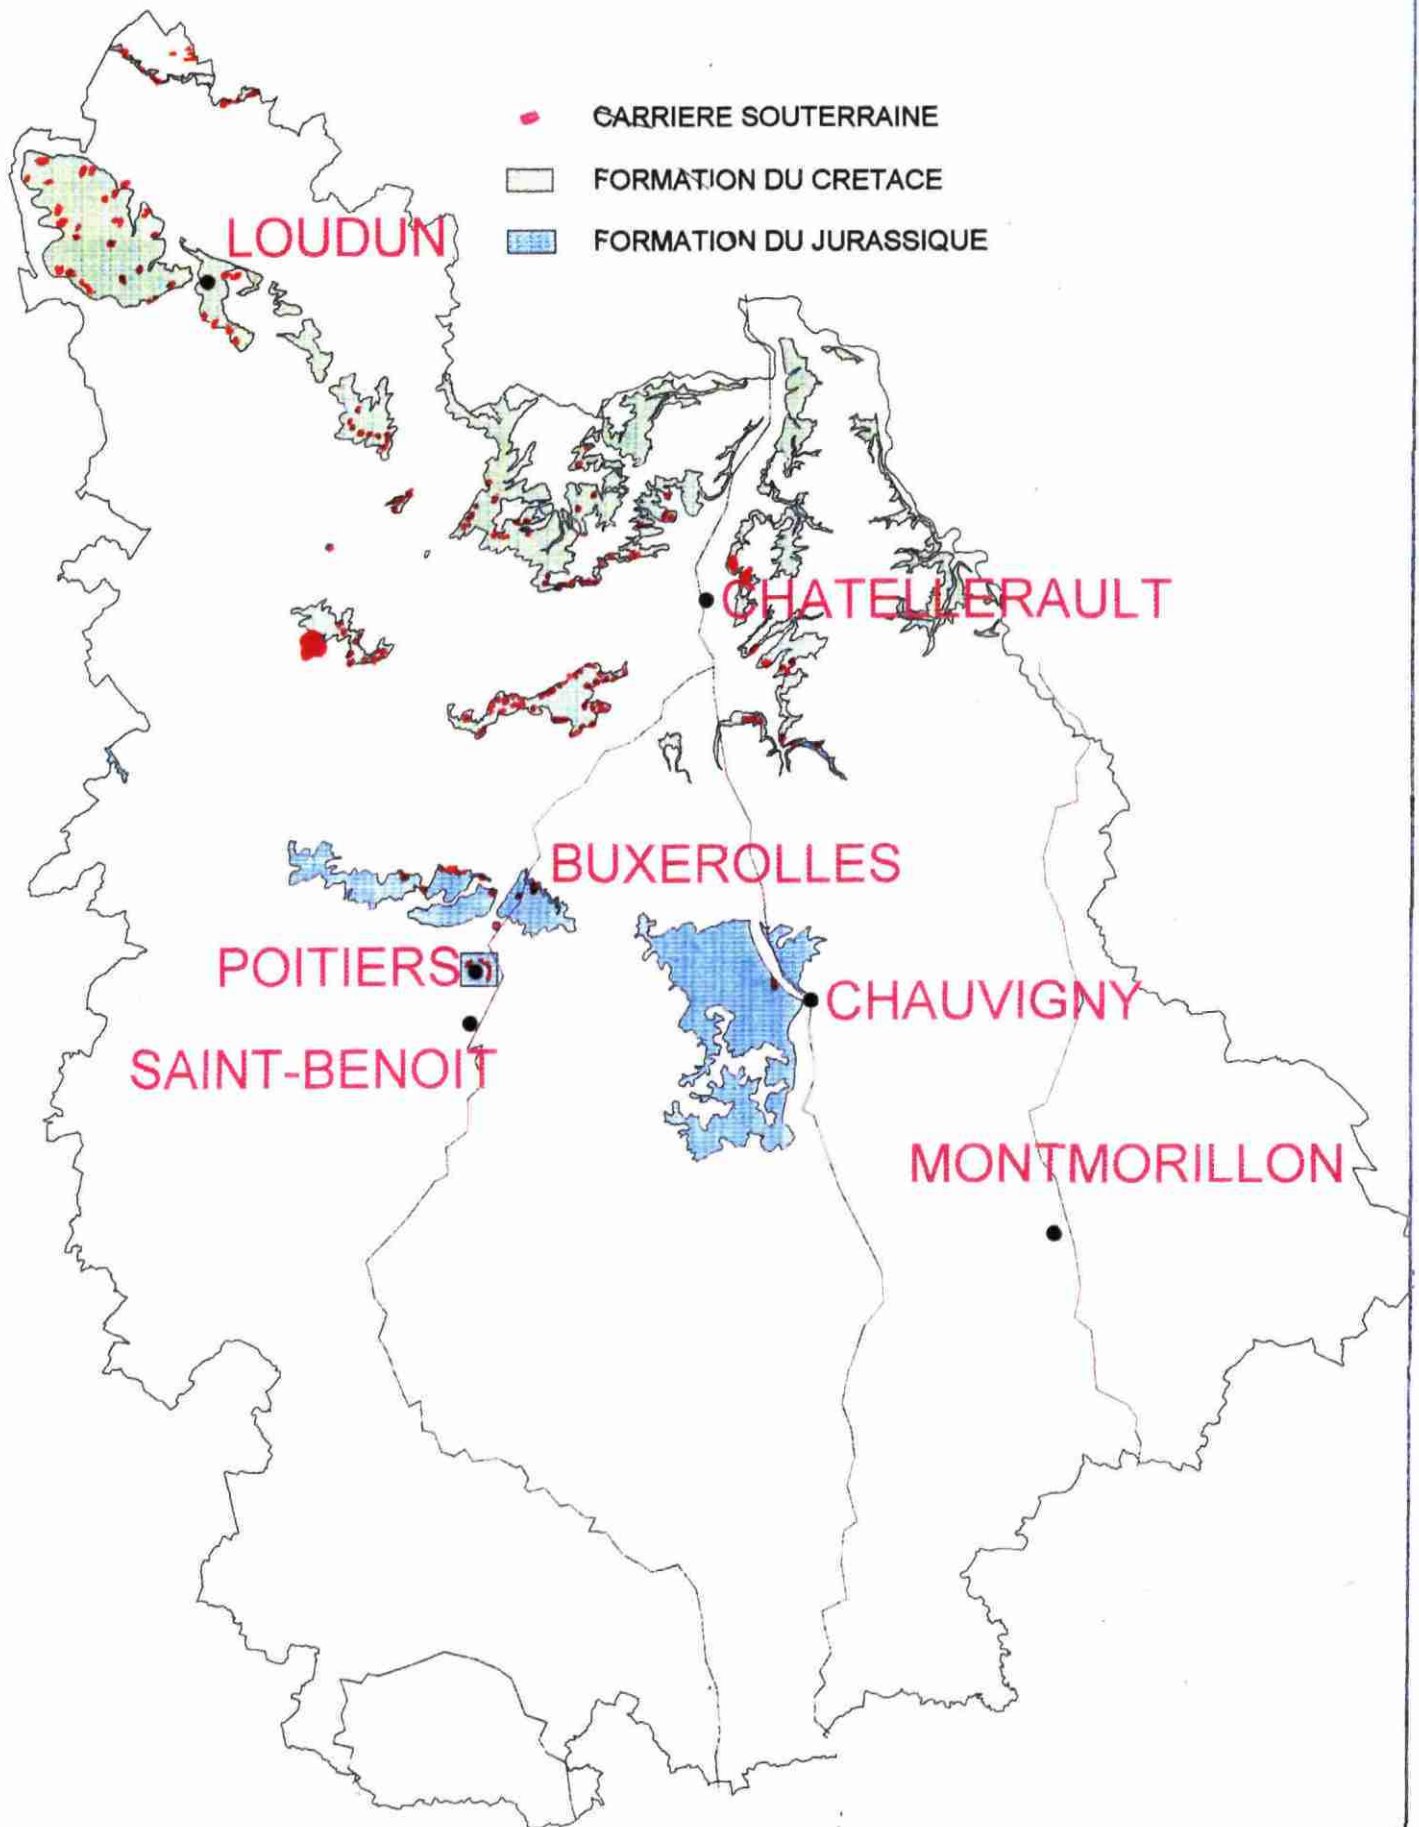 CARRIERE SOUTERRAINE
FORMATION DU CRETACE
FORMATION DU JURASSIQUE
LOUDUN
CHATELLERAULT
BUXEROLLES
POITIERS
CHAUVIGNY
SAINT-BENOIT
MONTMORILLON